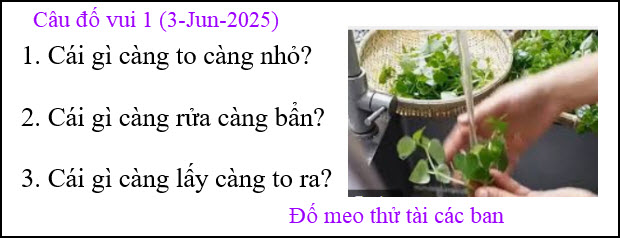 Câu đố vui 1 (3-Jun-2025)
1. Cái gì càng to càng nhỏ?
2. Cái gì càng rửa càng bẩn?
3. Cái gì càng lấy càng to ra?
Đố meo thử tài các ban